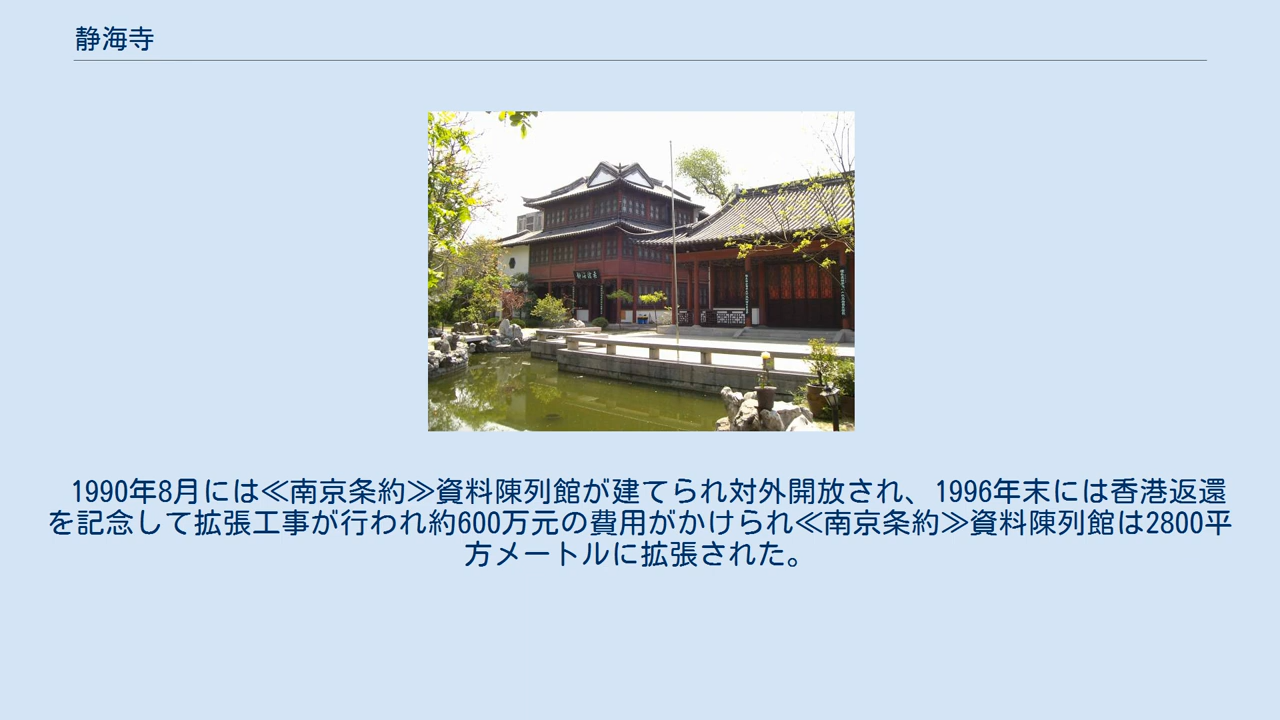 静海寺
1990年8月には≪南京条約≫資料陳列館が建てられ対外開放され、1996年末には香港返還
を記念して拡張工事が行われ約600万元の費用がかけられ≪南京条約≫資料陳列館は2800平
方メートルに拡張された。